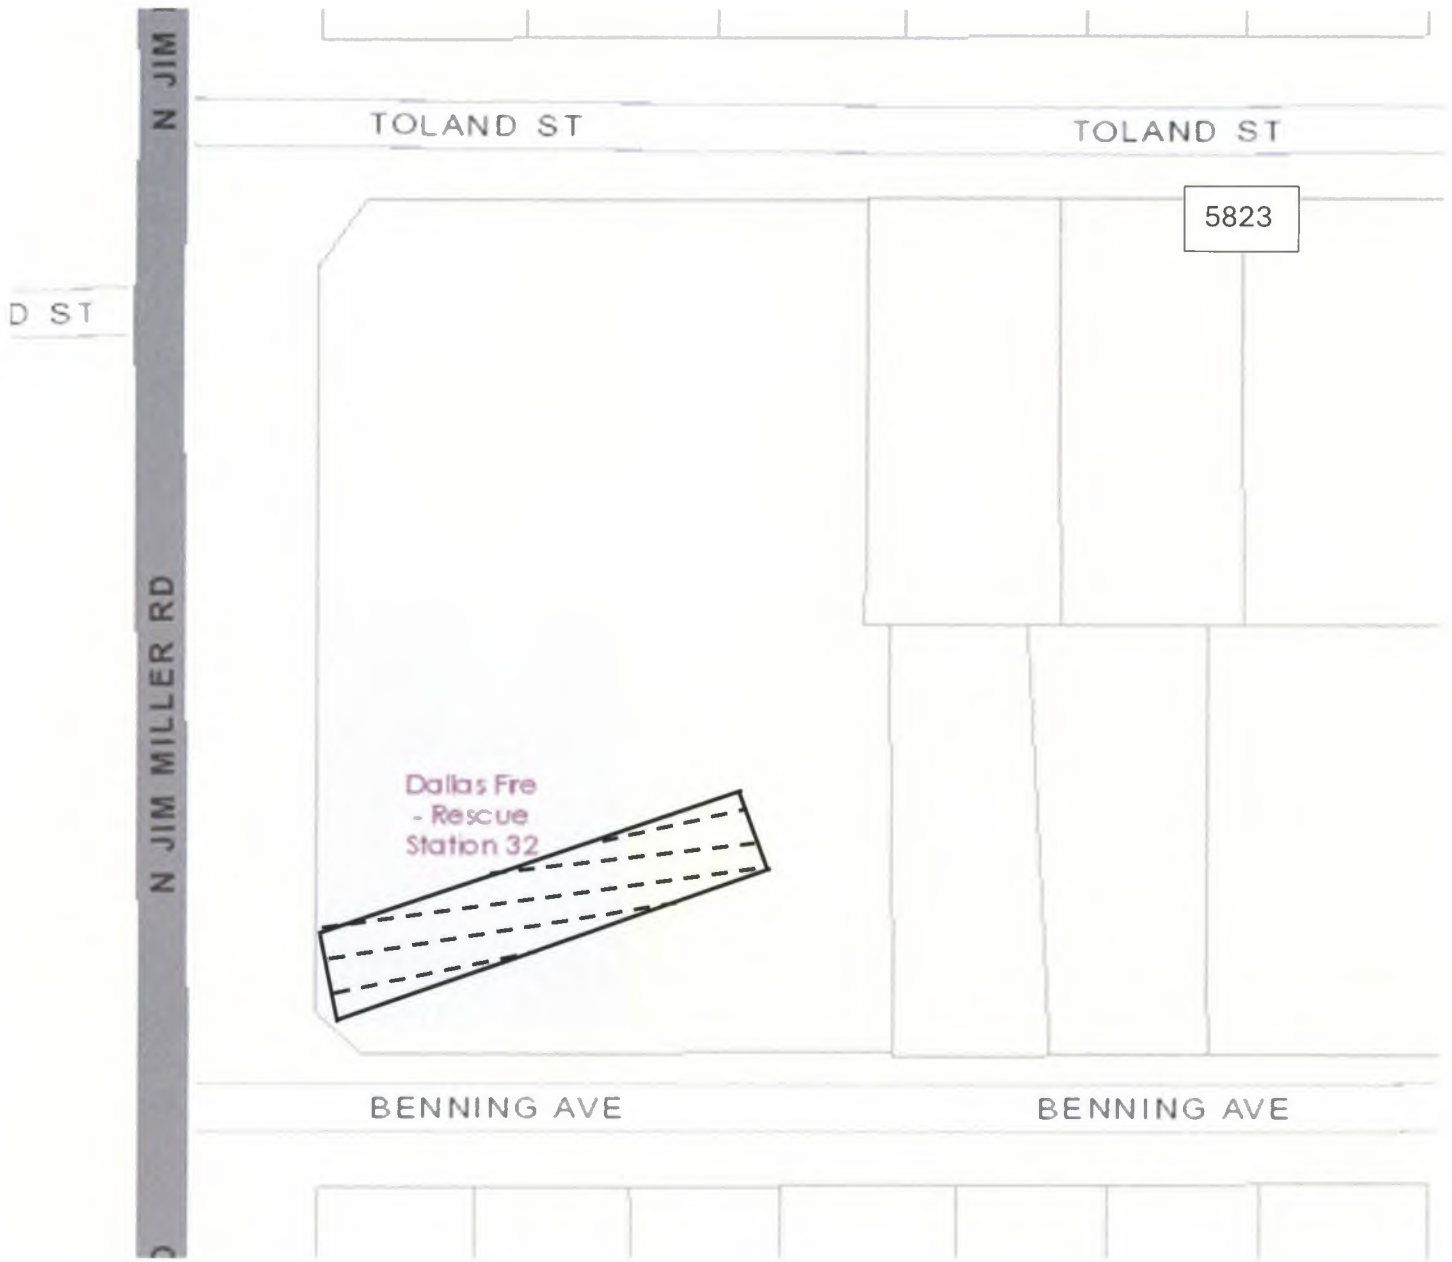 N JIM
TOLAND ST
TOLAND ST
5823
D ST
N JIM MILLER RD
Dallas Fre
- Rescue
Station 32
BENNING AVE
BENNING AVE
D